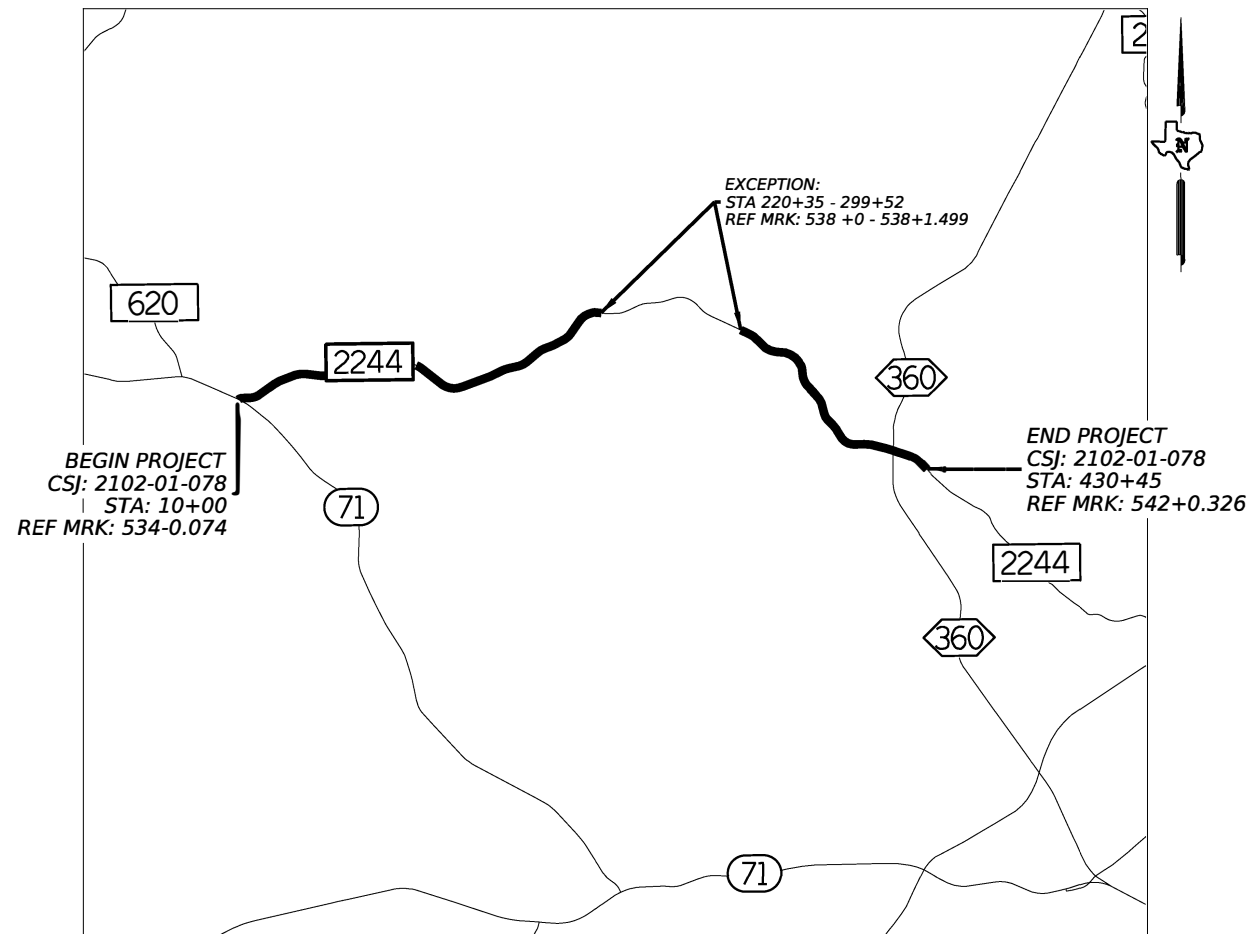 2
N
EXCEPTION:
STA 220+35 - 299+52
REF MRK: 538 +0 - 538+1.499
620
2244
360
BEGIN PROJECT
CSJ: 2102-01-078
STA: 10+00
REF MRK: 534-0.074
END PROJECT
CSJ: 2102-01-078
STA: 430+45
REF MRK: 542+0.326
71
2244
360
71